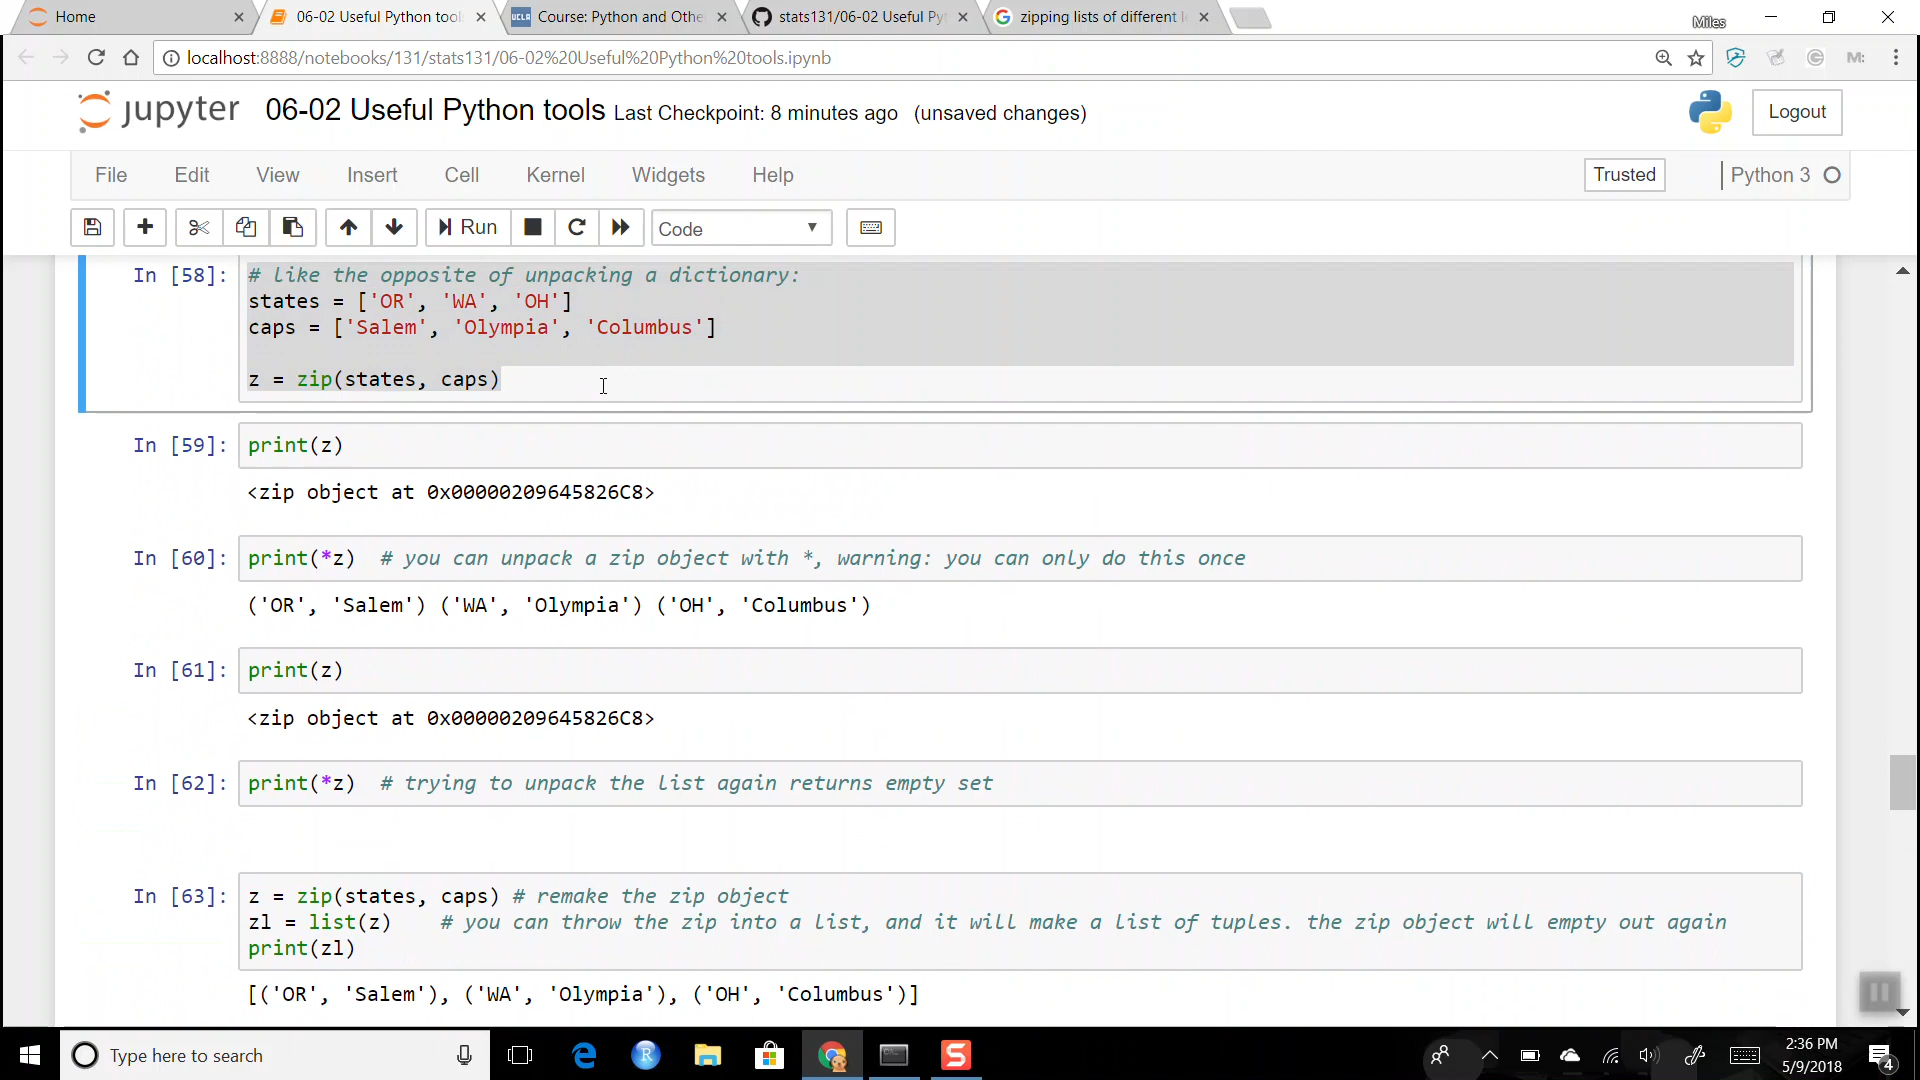 Home
06-02 Useful Python tool
UCLA Course: Python and Othe
stats131/06-02 Useful Py
zipping lists of different l
Miles
localhost:8888/notebooks/131/stats131/06-02%20Useful%20Python%20tools.ipynb
M:
jupyter 06-02 Useful Python tools Last Checkpoint: 8 minutes ago (unsaved changes)
Logout
File Edit View Insert Cell Kernel Widgets Help
Trusted
Python 3
Run
Code
In [58]: # like the opposite of unpacking a dictionary:
states = ['OR', 'WA', 'OH']
caps = ['Salem', 'Olympia', 'Columbus']
z = zip(states, caps)
In [59]: print(z)
<zip object at 0x00000209645826C8>
In [60]: print(*z)  # you can unpack a zip object with *, warning: you can only do this once
('OR', 'Salem') ('WA', 'Olympia') ('OH', 'Columbus')
In [61]: print(z)
<zip object at 0x00000209645826C8>
In [62]: print(*z)  # trying to unpack the list again returns empty set
In [63]: z = zip(states, caps) # remake the zip object
zl = list(z)    # you can throw the zip into a list, and it will make a list of tuples. the zip object will empty out again
print(zl)
[('OR', 'Salem'), ('WA', 'Olympia'), ('OH', 'Columbus')]
Type here to search
2:36 PM
5/9/2018
4